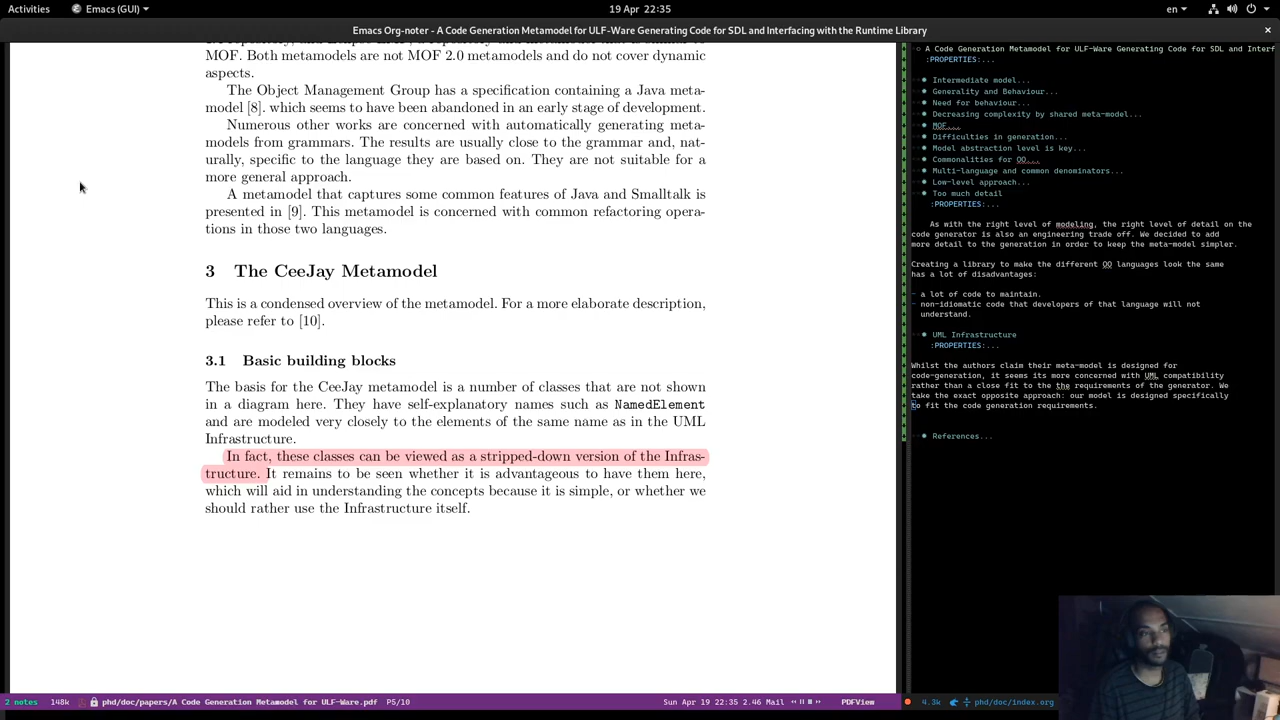 Activities Emacs (GUI) 19 Apr 22:35 en
Emacs Org-noter - A Code Generation Metamodel for ULF-Ware Generating Code for SDL and Interfacing with the Runtime Library
MOF. Both metamodels are not MOF 2.0 metamodels and do not cover dynamic
aspects.
The Object Management Group has a specification containing a Java meta-
model [8]. which seems to have been abandoned in an early stage of development.
Numerous other works are concerned with automatically generating meta-
models from grammars. The results are usually close to the grammar and, nat-
urally, specific to the language they are based on. They are not suitable for a
more general approach.
A metamodel that captures some common features of Java and Smalltalk is
presented in [9]. This metamodel is concerned with common refactoring opera-
tions in those two languages.
3 The CeeJay Metamodel
This is a condensed overview of the metamodel. For a more elaborate description,
please refer to [10].
3.1 Basic building blocks
The basis for the CeeJay metamodel is a number of classes that are not shown
in a diagram here. They have self-explanatory names such as NamedElement
and are modeled very closely to the elements of the same name as in the UML
Infrastructure.
In fact, these classes can be viewed as a stripped-down version of the Infras-
tructure. It remains to be seen whether it is advantageous to have them here,
which will aid in understanding the concepts because it is simple, or whether we
should rather use the Infrastructure itself.
2 notes 148k phd/doc/papers/A Code Generation Metamodel for ULF-Ware.pdf P5/10 Sun Apr 19 22:35 2.46 Mail PDFView
A Code Generation Metamodel for ULF-Ware Generating Code for SDL and Interf
:PROPERTIES:...
Intermediate model...
Generality and Behaviour...
Need for behaviour...
Decreasing complexity by shared meta-model...
MOF...
Difficulties in generation...
Model abstraction level is key...
Commonalities for OO...
Multi-language and common denominators...
Low-level approach...
Too much detail
:PROPERTIES:...
As with the right level of modeling, the right level of detail on the
code generator is also an engineering trade off. We decided to add
more detail to the generation in order to keep the meta-model simpler.
Creating a library to make the different OO languages look the same
has a lot of disadvantages:
- a lot of code to maintain.
- non-idiomatic code that developers of that language will not
understand.
UML Infrastructure
:PROPERTIES:...
Whilst the authors claim their meta-model is designed for
code-generation, it seems its more concerned with UML compatibility
rather than a close fit to the the requirements of the generator. We
take the exact opposite approach: our model is designed specifically
to fit the code generation requirements.
References...
4.3k phd/doc/index.org